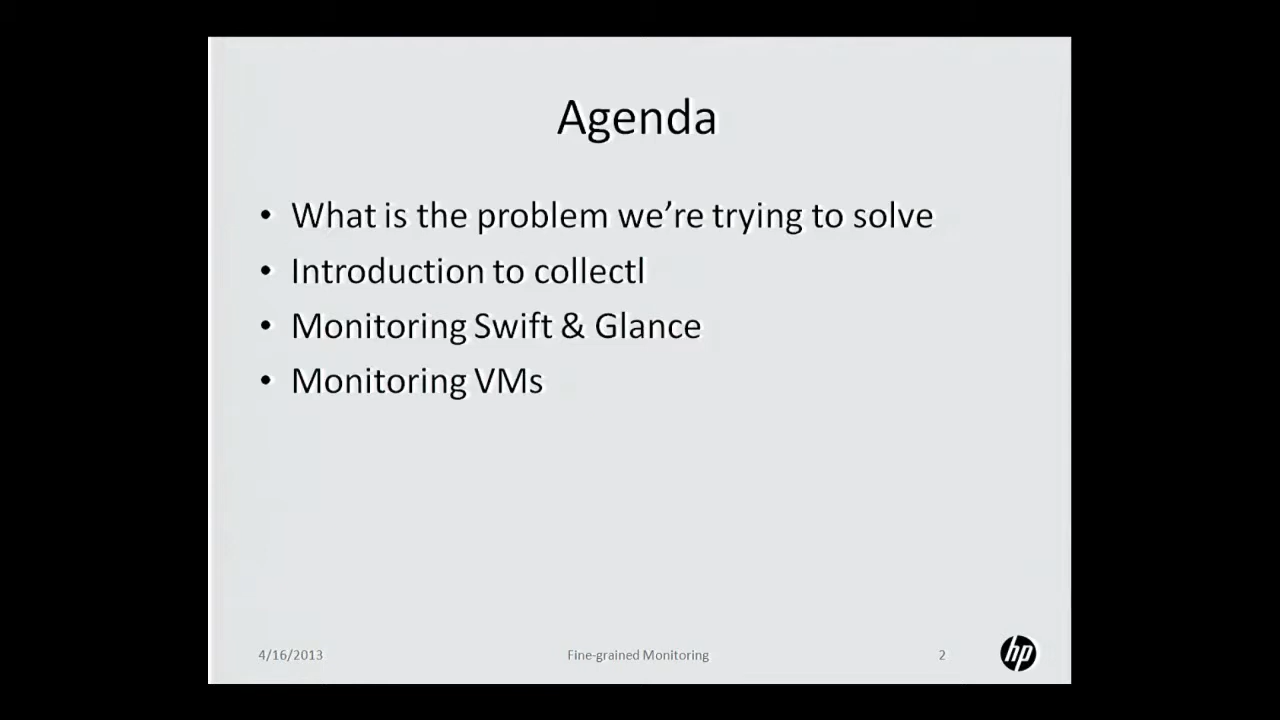 Agenda
• What is the problem we’re trying to solve
• Introduction to collectl
• Monitoring Swift & Glance
• Monitoring VMs
4/16/2013
Fine-grained Monitoring
2
hp